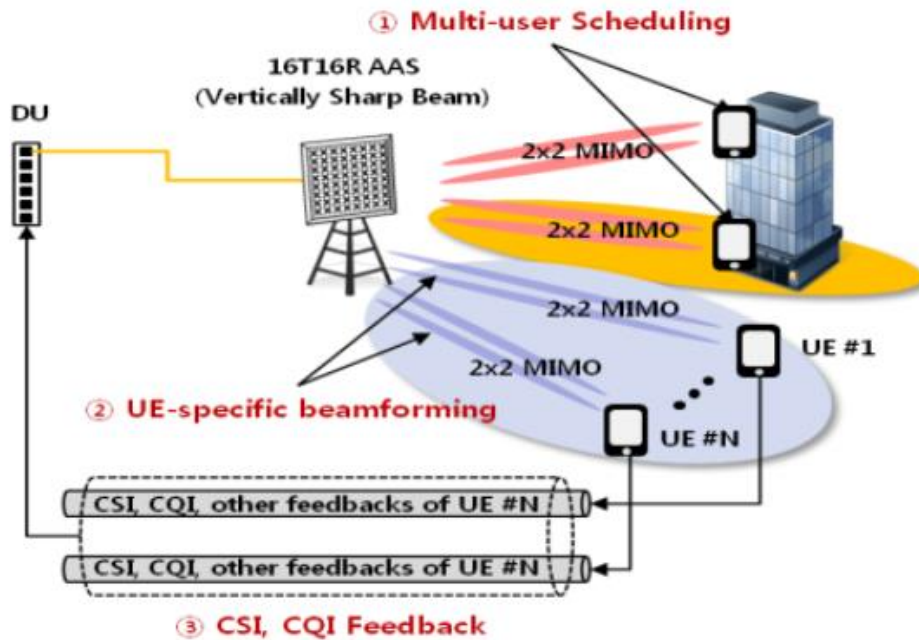 ① Multi-user Scheduling
16T16R AAS
(Vertically Sharp Beam)
DU
2x2 MIMO
2x2 MIMO
2x2 MIMO
UE #1
2x2 MIMO
② UE-specific beamforming
UE #N
CSI, CQI, other feedbacks of UE #N
CSI, CQI, other feedbacks of UE #N
③ CSI, CQI Feedback